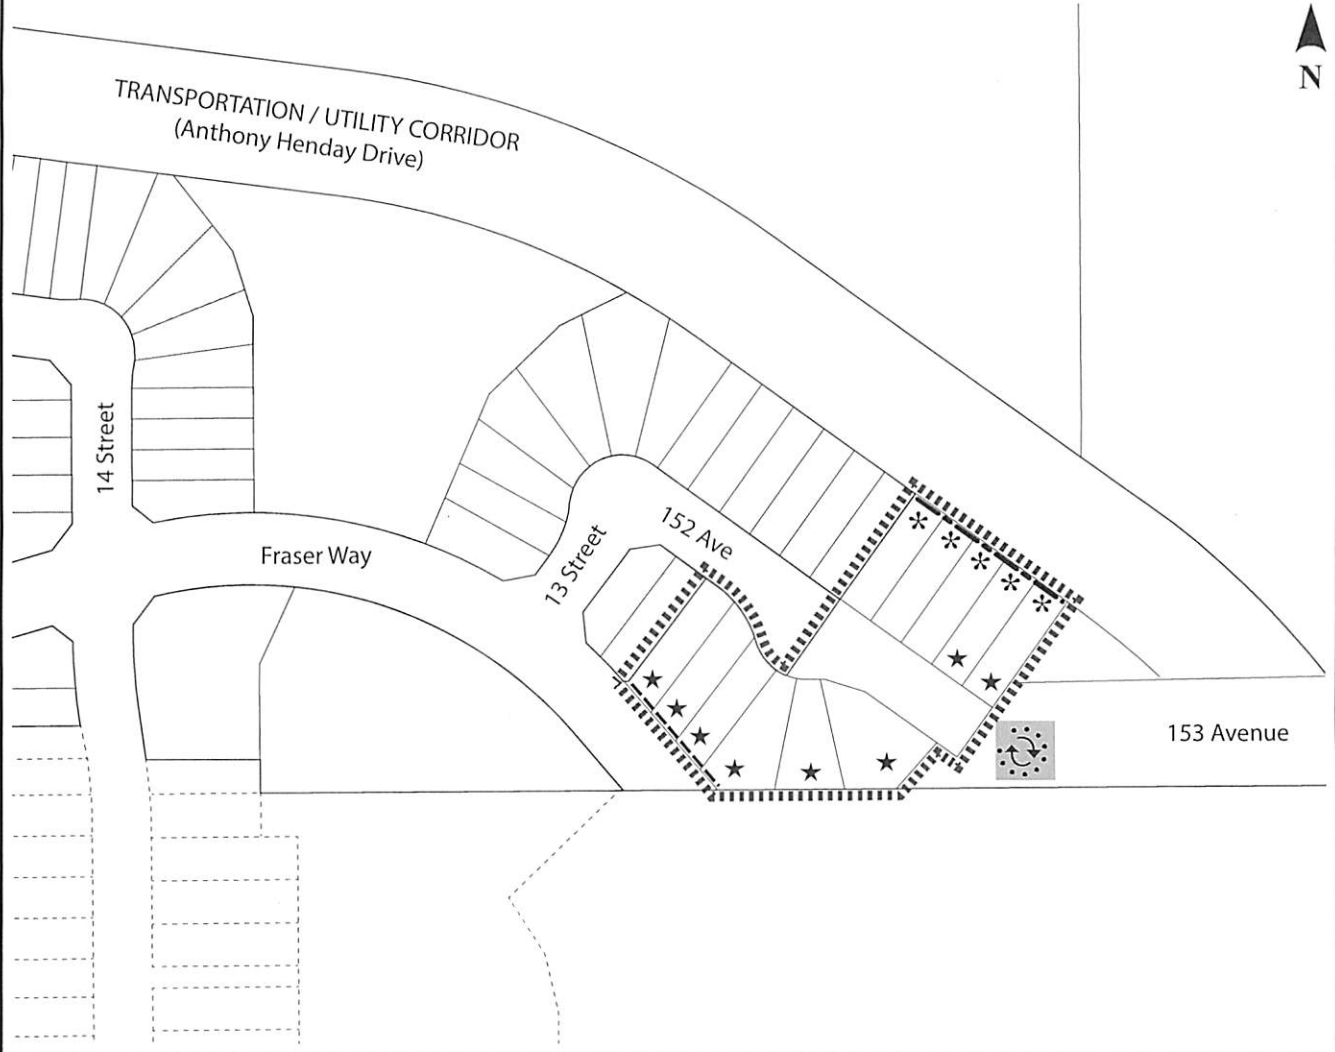 N
TRANSPORTATION / UTILITY CORRIDOR
(Anthony Henday Drive)
14 Street
152 Ave
Fraser Way
13 Street
153 Avenue